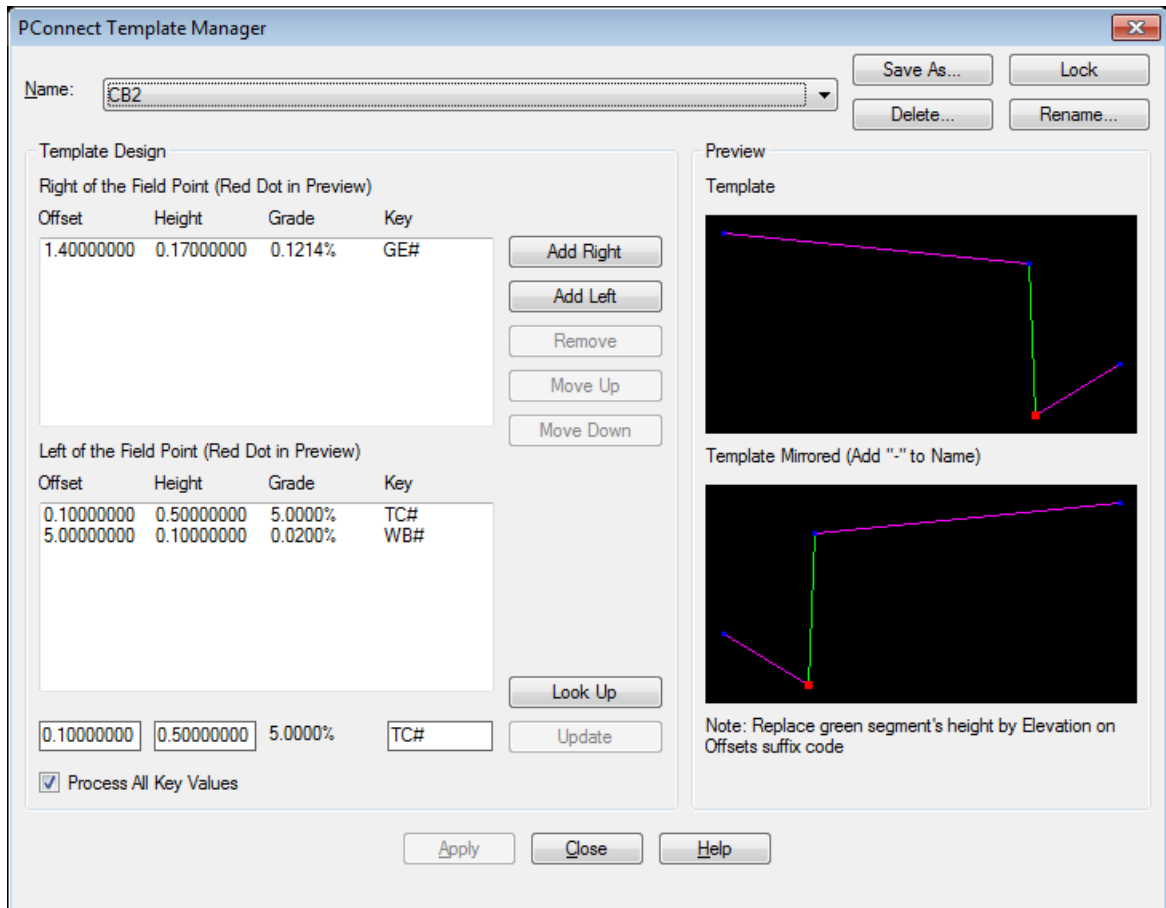 PConnect Template Manager
Name: CB2
Save As...
Lock
Delete...
Rename...
Template Design
Right of the Field Point (Red Dot in Preview)
Offset Height Grade Key
1.40000000 0.17000000 0.1214% GE#
Add Right
Add Left
Remove
Move Up
Move Down
Left of the Field Point (Red Dot in Preview)
Offset Height Grade Key
0.10000000 0.50000000 5.0000% TC#
5.00000000 0.10000000 0.0200% WB#
Look Up
0.10000000 0.50000000 5.0000% TC#
Update
Process All Key Values
Preview
Template
Template Mirrored (Add "-" to Name)
Note: Replace green segment's height by Elevation on
Offsets suffix code
Apply
Close
Help